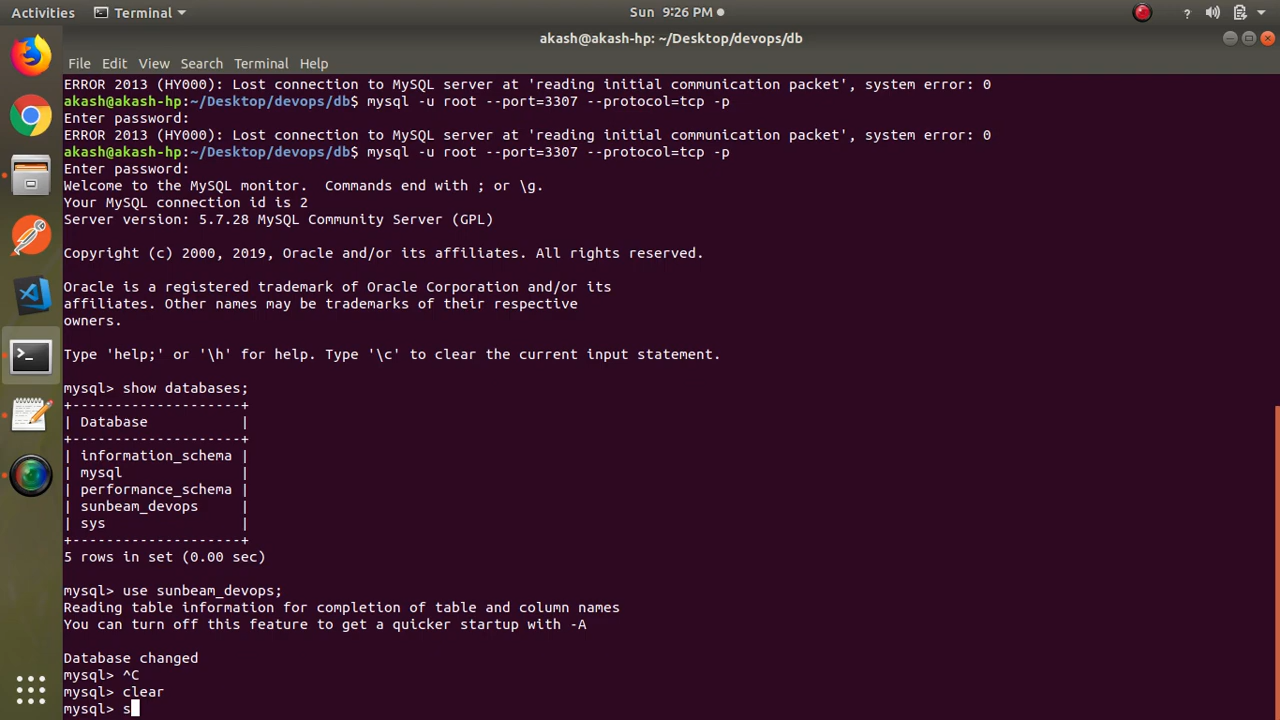 Activities Terminal Sun 9:26 PM ?
akash@akash-hp: ~/Desktop/devops/db
File Edit View Search Terminal Help
ERROR 2013 (HY000): Lost connection to MySQL server at 'reading initial communication packet', system error: 0
akash@akash-hp:~/Desktop/devops/db$ mysql -u root --port=3307 --protocol=tcp -p
Enter password:
ERROR 2013 (HY000): Lost connection to MySQL server at 'reading initial communication packet', system error: 0
akash@akash-hp:~/Desktop/devops/db$ mysql -u root --port=3307 --protocol=tcp -p
Enter password:
Welcome to the MySQL monitor.  Commands end with ; or \g.
Your MySQL connection id is 2
Server version: 5.7.28 MySQL Community Server (GPL)
Copyright (c) 2000, 2019, Oracle and/or its affiliates. All rights reserved.
Oracle is a registered trademark of Oracle Corporation and/or its
affiliates. Other names may be trademarks of their respective
owners.
Type 'help;' or '\h' for help. Type '\c' to clear the current input statement.
mysql> show databases;
+--------------------+
| Database           |
+--------------------+
| information_schema |
| mysql              |
| performance_schema |
| sunbeam_devops     |
| sys                |
+--------------------+
5 rows in set (0.00 sec)
mysql> use sunbeam_devops;
Reading table information for completion of table and column names
You can turn off this feature to get a quicker startup with -A
Database changed
mysql> ^C
mysql> clear
mysql> s